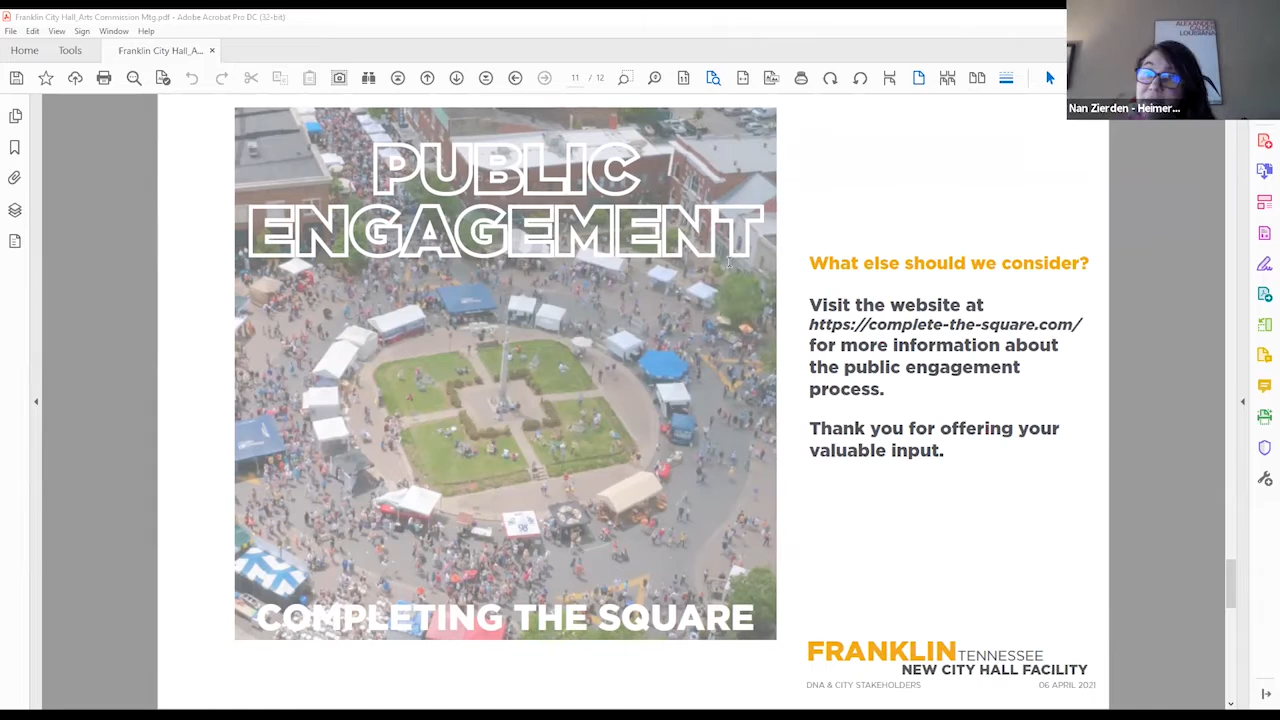 Franklin City Hall_Arts Commission Mtg.pdf - Adobe Acrobat Pro DC (32-bit)
File Edit View Sign Window Help
Home Tools Franklin City Hall_A... ×
11 / 12
ALEXANDER
CALDER
LOUISIANA
Nan Zierden - Heimer...
PUBLIC
ENGAGEMENT
What else should we consider?
Visit the website at
https://complete-the-square.com/
for more information about
the public engagement
process.
Thank you for offering your
valuable input.
COMPLETING THE SQUARE
FRANKLIN TENNESSEE
NEW CITY HALL FACILITY
DNA & CITY STAKEHOLDERS 06 APRIL 2021